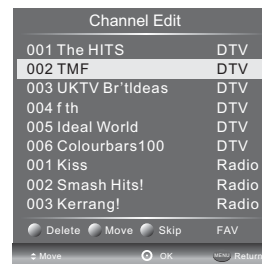 Channel Edit
001 The HITS DTV
002 TMF DTV
003 UKTV Br'tIdeas DTV
004 f th DTV
005 Ideal World DTV
006 Colourbars100 DTV
001 Kiss Radio
002 Smash Hits! Radio
003 Kerrang! Radio
Delete Move Skip FAV
Move OK MENU Return